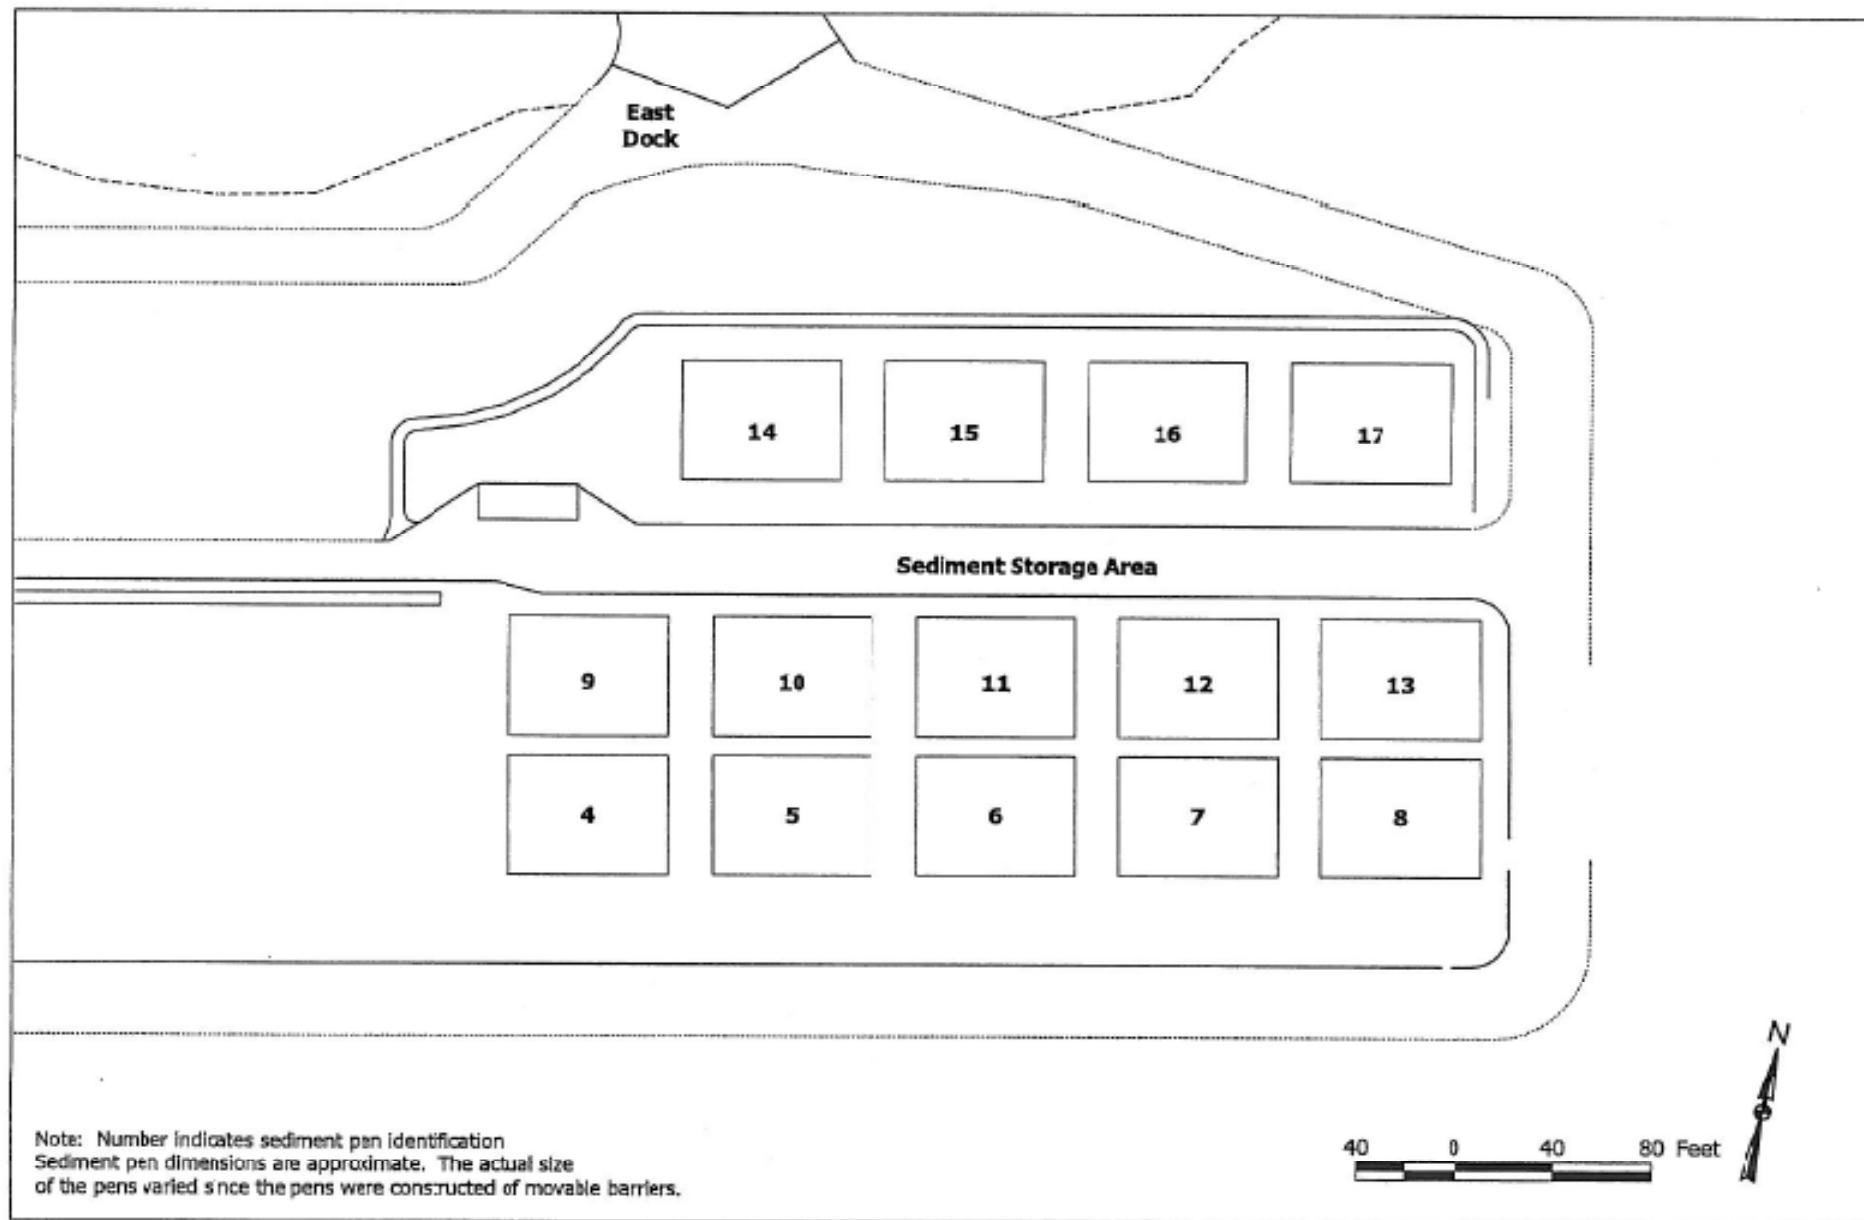 East
Dock
14 15 16 17
Sediment Storage Area
9 10 11 12 13
4 5 6 7 8
N
40 0 40 80 Feet
Note: Number indicates sediment pen identification
Sediment pen dimensions are approximate. The actual size
of the pens varied since the pens were constructed of movable barriers.